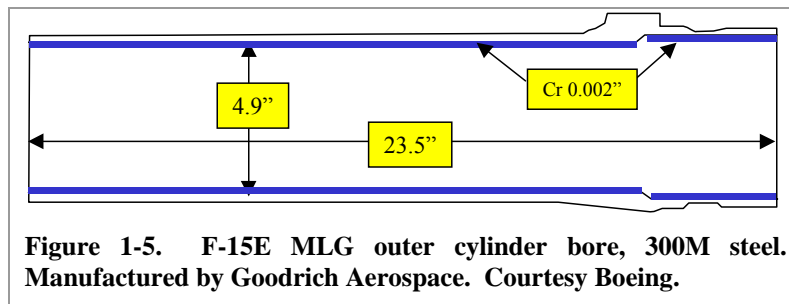 Cr 0.002”
4.9”
23.5”
Figure 1-5. F-15E MLG outer cylinder bore, 300M steel.
Manufactured by Goodrich Aerospace. Courtesy Boeing.